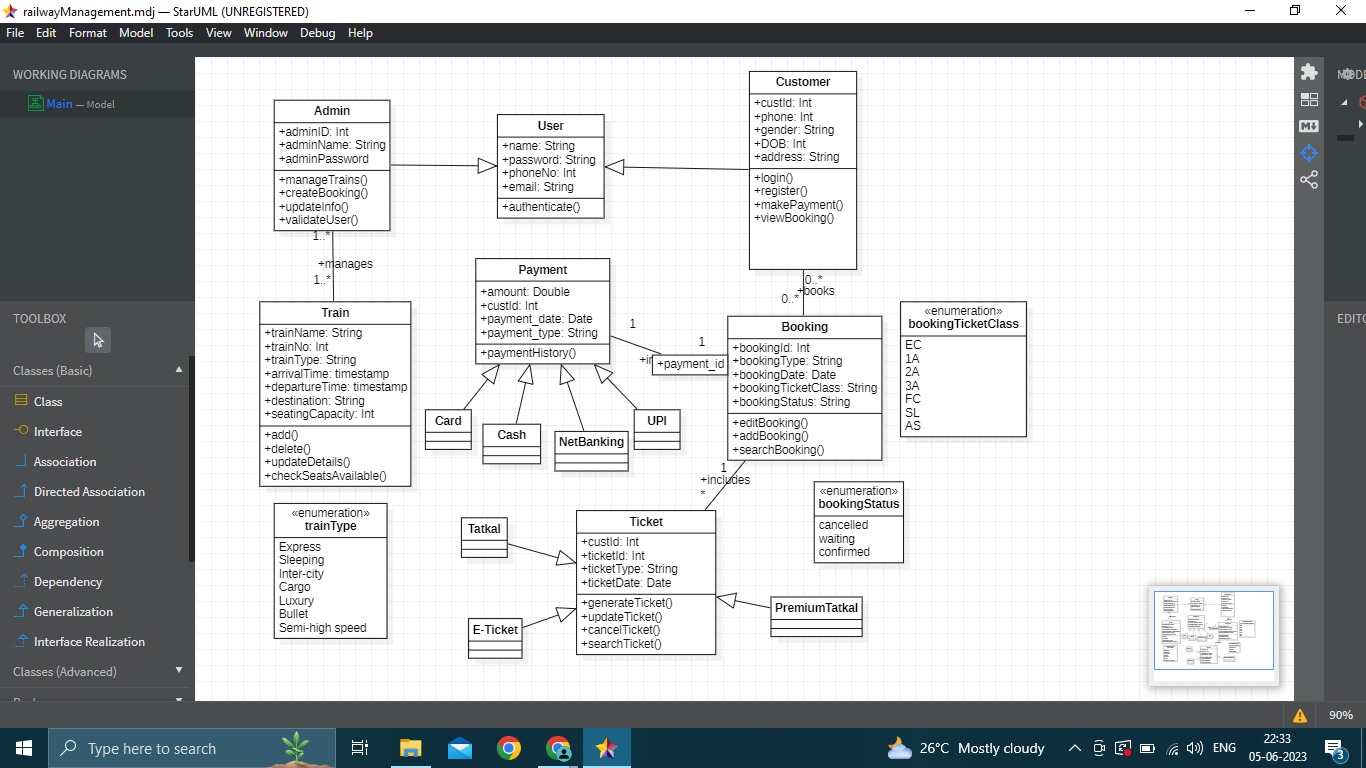 railwayManagement.mdj — StarUML (UNREGISTERED)
File Edit Format Model Tools View Window Debug Help
WORKING DIAGRAMS
Main — Model
TOOLBOX
Classes (Basic)
Class
Interface
Association
Directed Association
Aggregation
Composition
Dependency
Generalization
Interface Realization
Classes (Advanced)
Admin
+adminID: Int
+adminName: String
+adminPassword
+manageTrains()
+createBooking()
+updateInfo()
+validateUser()
1..*
+manages
1..*
User
+name: String
+password: String
+phoneNo: Int
+email: String
+authenticate()
Customer
+custId: Int
+phone: Int
+gender: String
+DOB: Int
+address: String
+login()
+register()
+makePayment()
+viewBooking()
0..*
+books
0..*
Payment
+amount: Double
+custId: Int
+payment_date: Date
+payment_type: String
+paymentHistory()
1
1
+payment_id
Train
+trainName: String
+trainNo: Int
+trainType: String
+arrivalTime: timestamp
+departureTime: timestamp
+destination: String
+seatingCapacity: Int
+add()
+delete()
+updateDetails()
+checkSeatsAvailable()
Card
Cash
NetBanking
UPI
Booking
+bookingId: Int
+bookingType: String
+bookingDate: Date
+bookingTicketClass: String
+bookingStatus: String
+editBooking()
+addBooking()
+searchBooking()
1
+includes
*
«enumeration»
bookingTicketClass
EC
1A
2A
3A
FC
SL
AS
«enumeration»
bookingStatus
cancelled
waiting
confirmed
«enumeration»
trainType
Express
Sleeping
Inter-city
Cargo
Luxury
Bullet
Semi-high speed
Tatkal
E-Ticket
Ticket
+custId: Int
+ticketId: Int
+ticketType: String
+ticketDate: Date
+generateTicket()
+updateTicket()
+cancelTicket()
+searchTicket()
PremiumTatkal
90%
Type here to search
26°C Mostly cloudy
ENG
22:33
05-06-2023
3